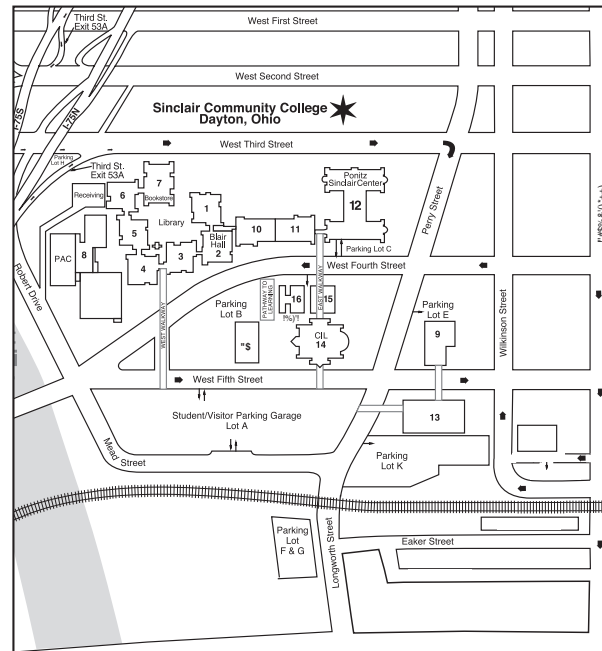 Third St.
Exit 53A
West First Street
West Second Street
I-75S
I-75N
Sinclair Community College
Dayton, Ohio
West Third Street
Parking
Lot H
Third St.
Exit 53A
Receiving
6
7
Bookstore
Library
1
Ponitz
Sinclair Center
12
Perry Street
5
Blair
Hall
2
10
11
PAC
8
4
3
Parking Lot C
West Fourth Street
Robert Drive
WEST WALKWAY
Parking
Lot B
PATHWAY TO
LEARNING
16
EAST WALKWAY
15
!%)'!
"$
CIL
14
Parking
Lot E
9
Wilkinson Street
West Fifth Street
Student/Visitor Parking Garage
Lot A
13
Mead
Street
Parking
Lot K
Parking
Lot
F & G
Longworth Street
Eaker Street